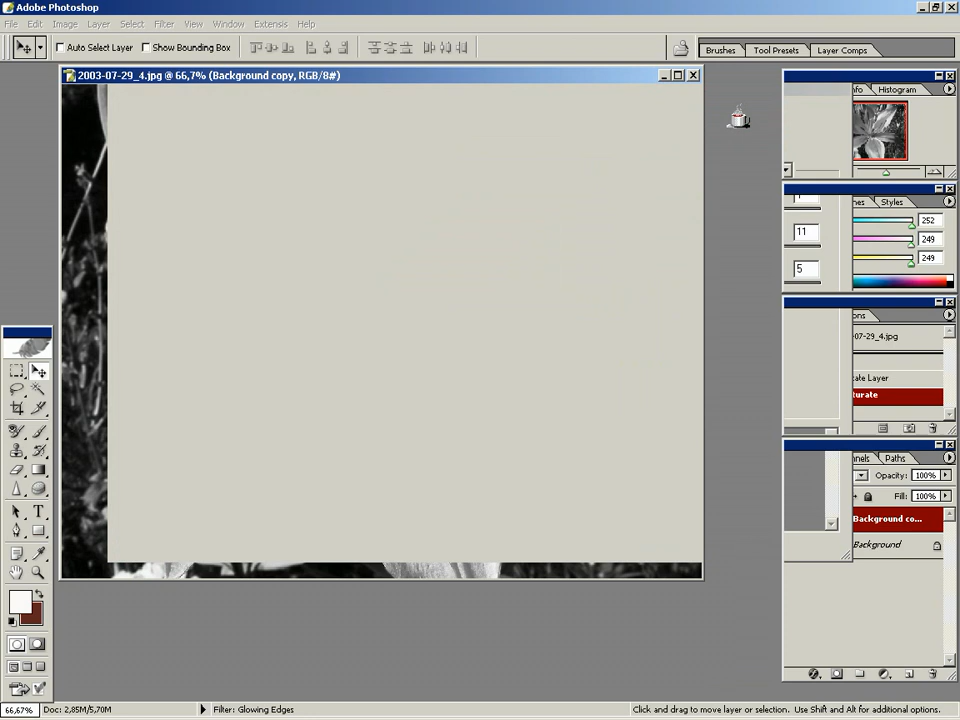 Adobe Photoshop
File Edit Image Layer Select Filter View Window Extensis Help
Auto Select Layer Show Bounding Box
Brushes Tool Presets Layer Comps
2003-07-29_4.jpg @ 66,7% (Background copy, RGB/8#)
nfo Histogram
hes Styles
252
11
249
249
5
ons
07-29_4.jpg
ate Layer
turate
nnels Paths
Opacity: 100%
Fill: 100%
Background co...
Background
66,67% Doc: 2,85M/5,70M Filter: Glowing Edges Click and drag to move layer or selection. Use Shift and Alt for additional options.